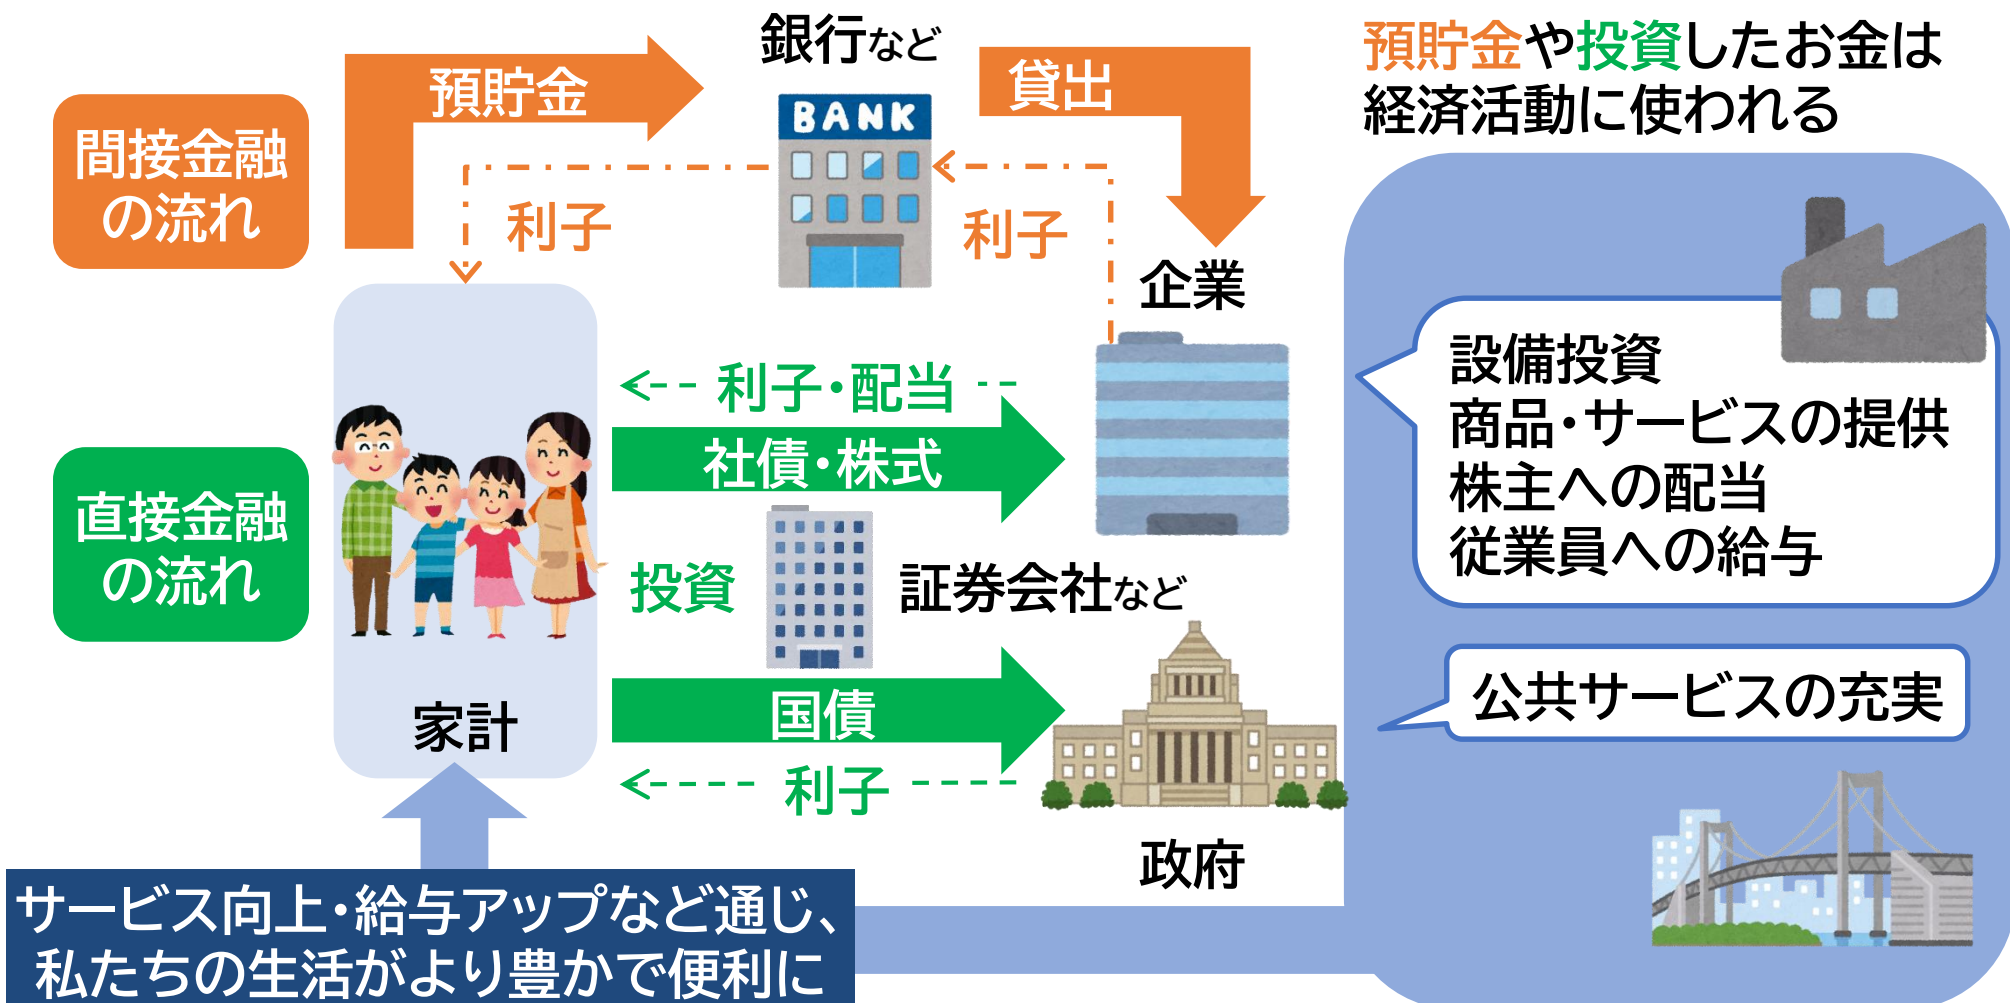 銀行など
預貯金
貸出
BANK
間接金融
の流れ
利子
利子
企業
利子・配当
社債・株式
直接金融
の流れ
投資
証券会社など
国債
家計
利子
政府
預貯金や投資したお金は
経済活動に使われる
設備投資
商品・サービスの提供
株主への配当
従業員への給与
公共サービスの充実
サービス向上・給与アップなど通じ、
私たちの生活がより豊かで便利に